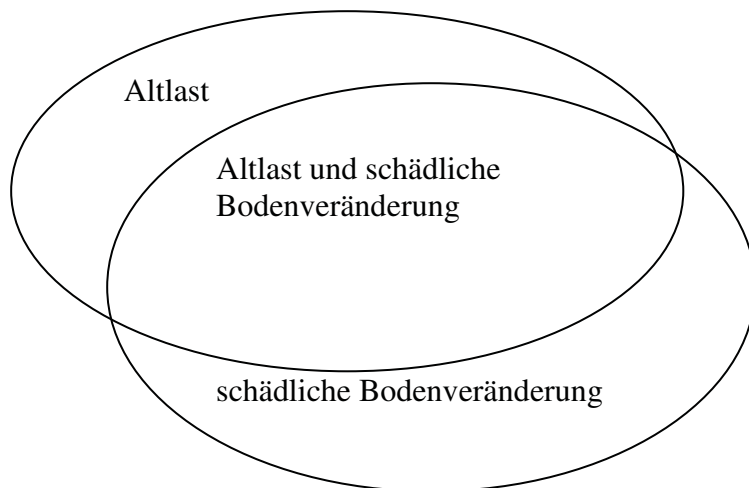 Altlast
Altlast und schädliche
Bodenveränderung
schädliche Bodenveränderung